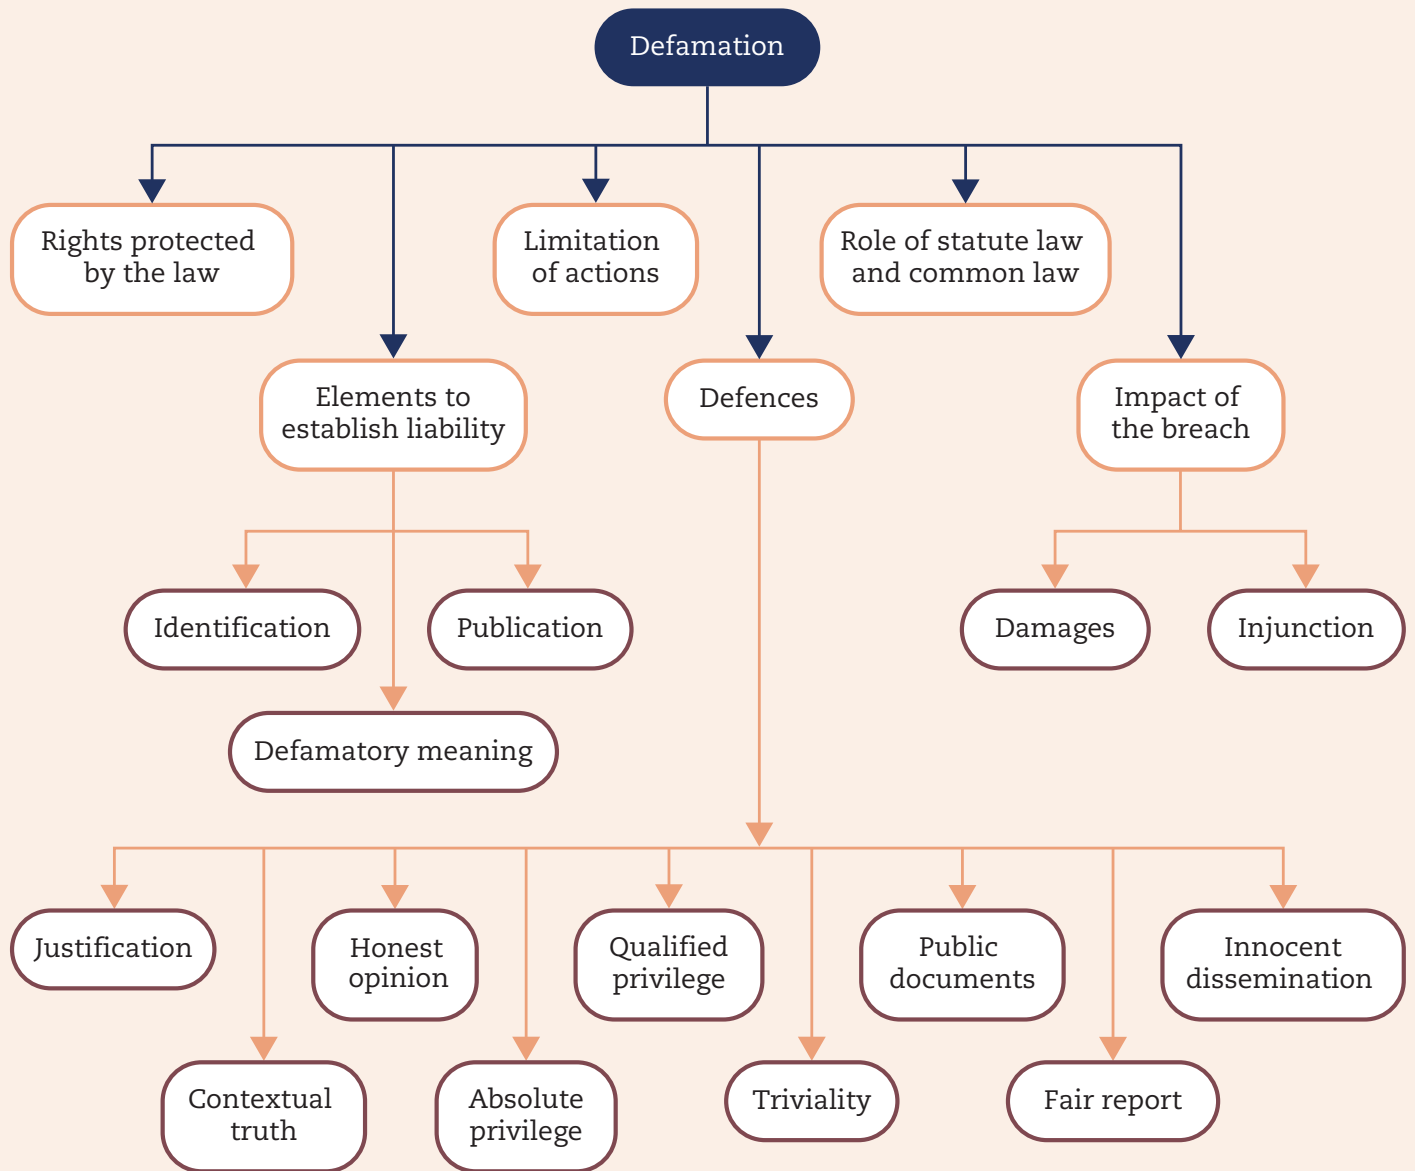 Defamation
Rights protected
by the law
Limitation
of actions
Role of statute law
and common law
Elements to
establish liability
Defences
Impact of
the breach
Identification
Publication
Damages
Injunction
Defamatory meaning
Justification
Honest
opinion
Qualified
privilege
Public
documents
Innocent
dissemination
Contextual
truth
Absolute
privilege
Triviality
Fair report